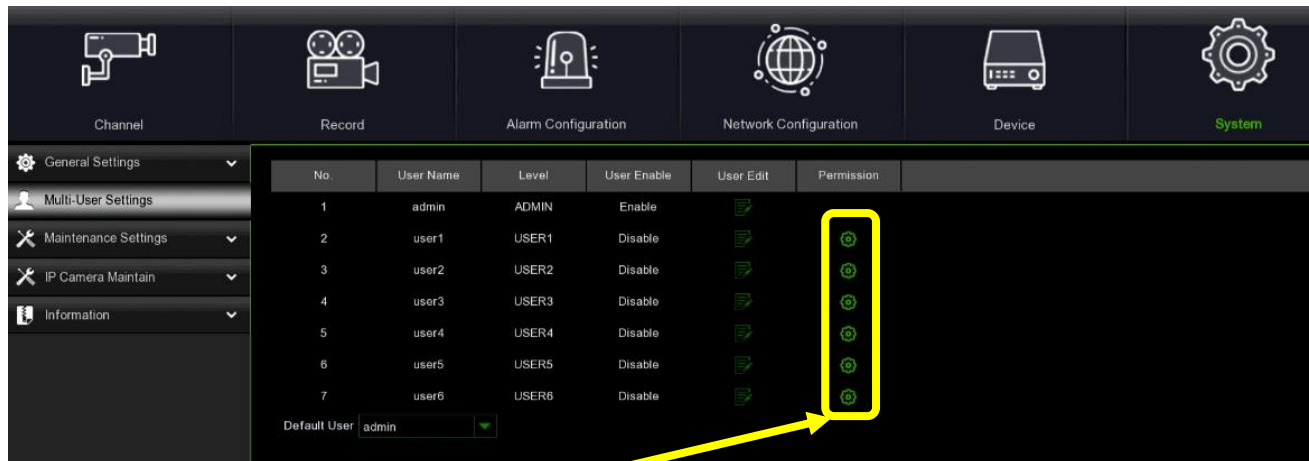 Channel Record Alarm Configuration Network Configuration Device System
General Settings
Multi-User Settings
Maintenance Settings
IP Camera Maintain
Information
No. User Name Level User Enable User Edit Permission
1 admin ADMIN Enable
2 user1 USER1 Disable
3 user2 USER2 Disable
4 user3 USER3 Disable
5 user4 USER4 Disable
6 user5 USER5 Disable
7 user6 USER6 Disable
Default User admin